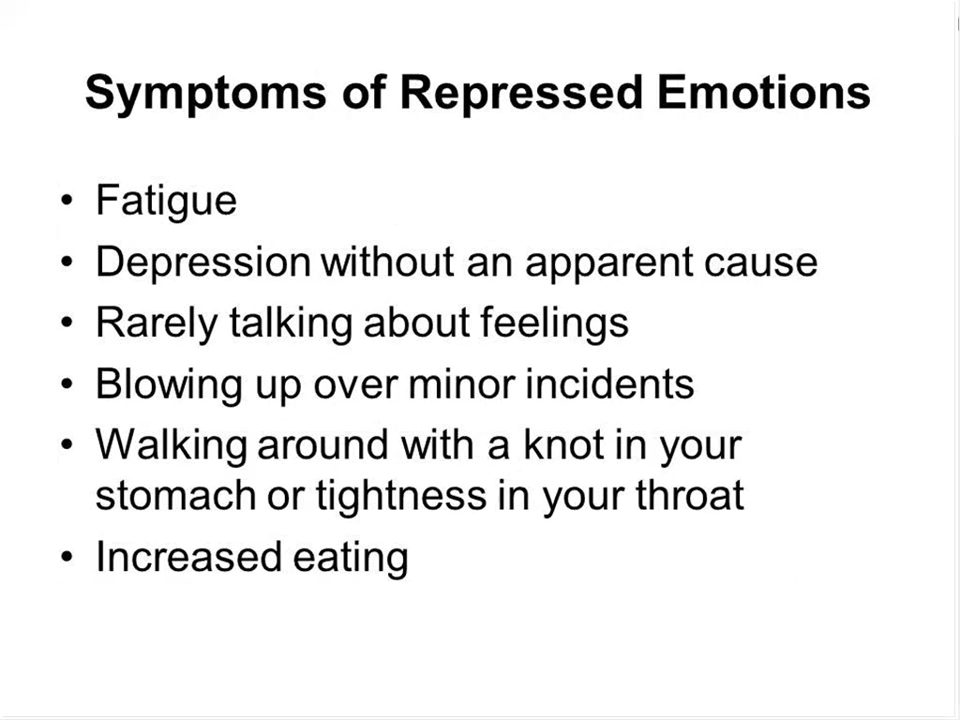 Symptoms of Repressed Emotions
• Fatigue
• Depression without an apparent cause
• Rarely talking about feelings
• Blowing up over minor incidents
• Walking around with a knot in your
stomach or tightness in your throat
• Increased eating